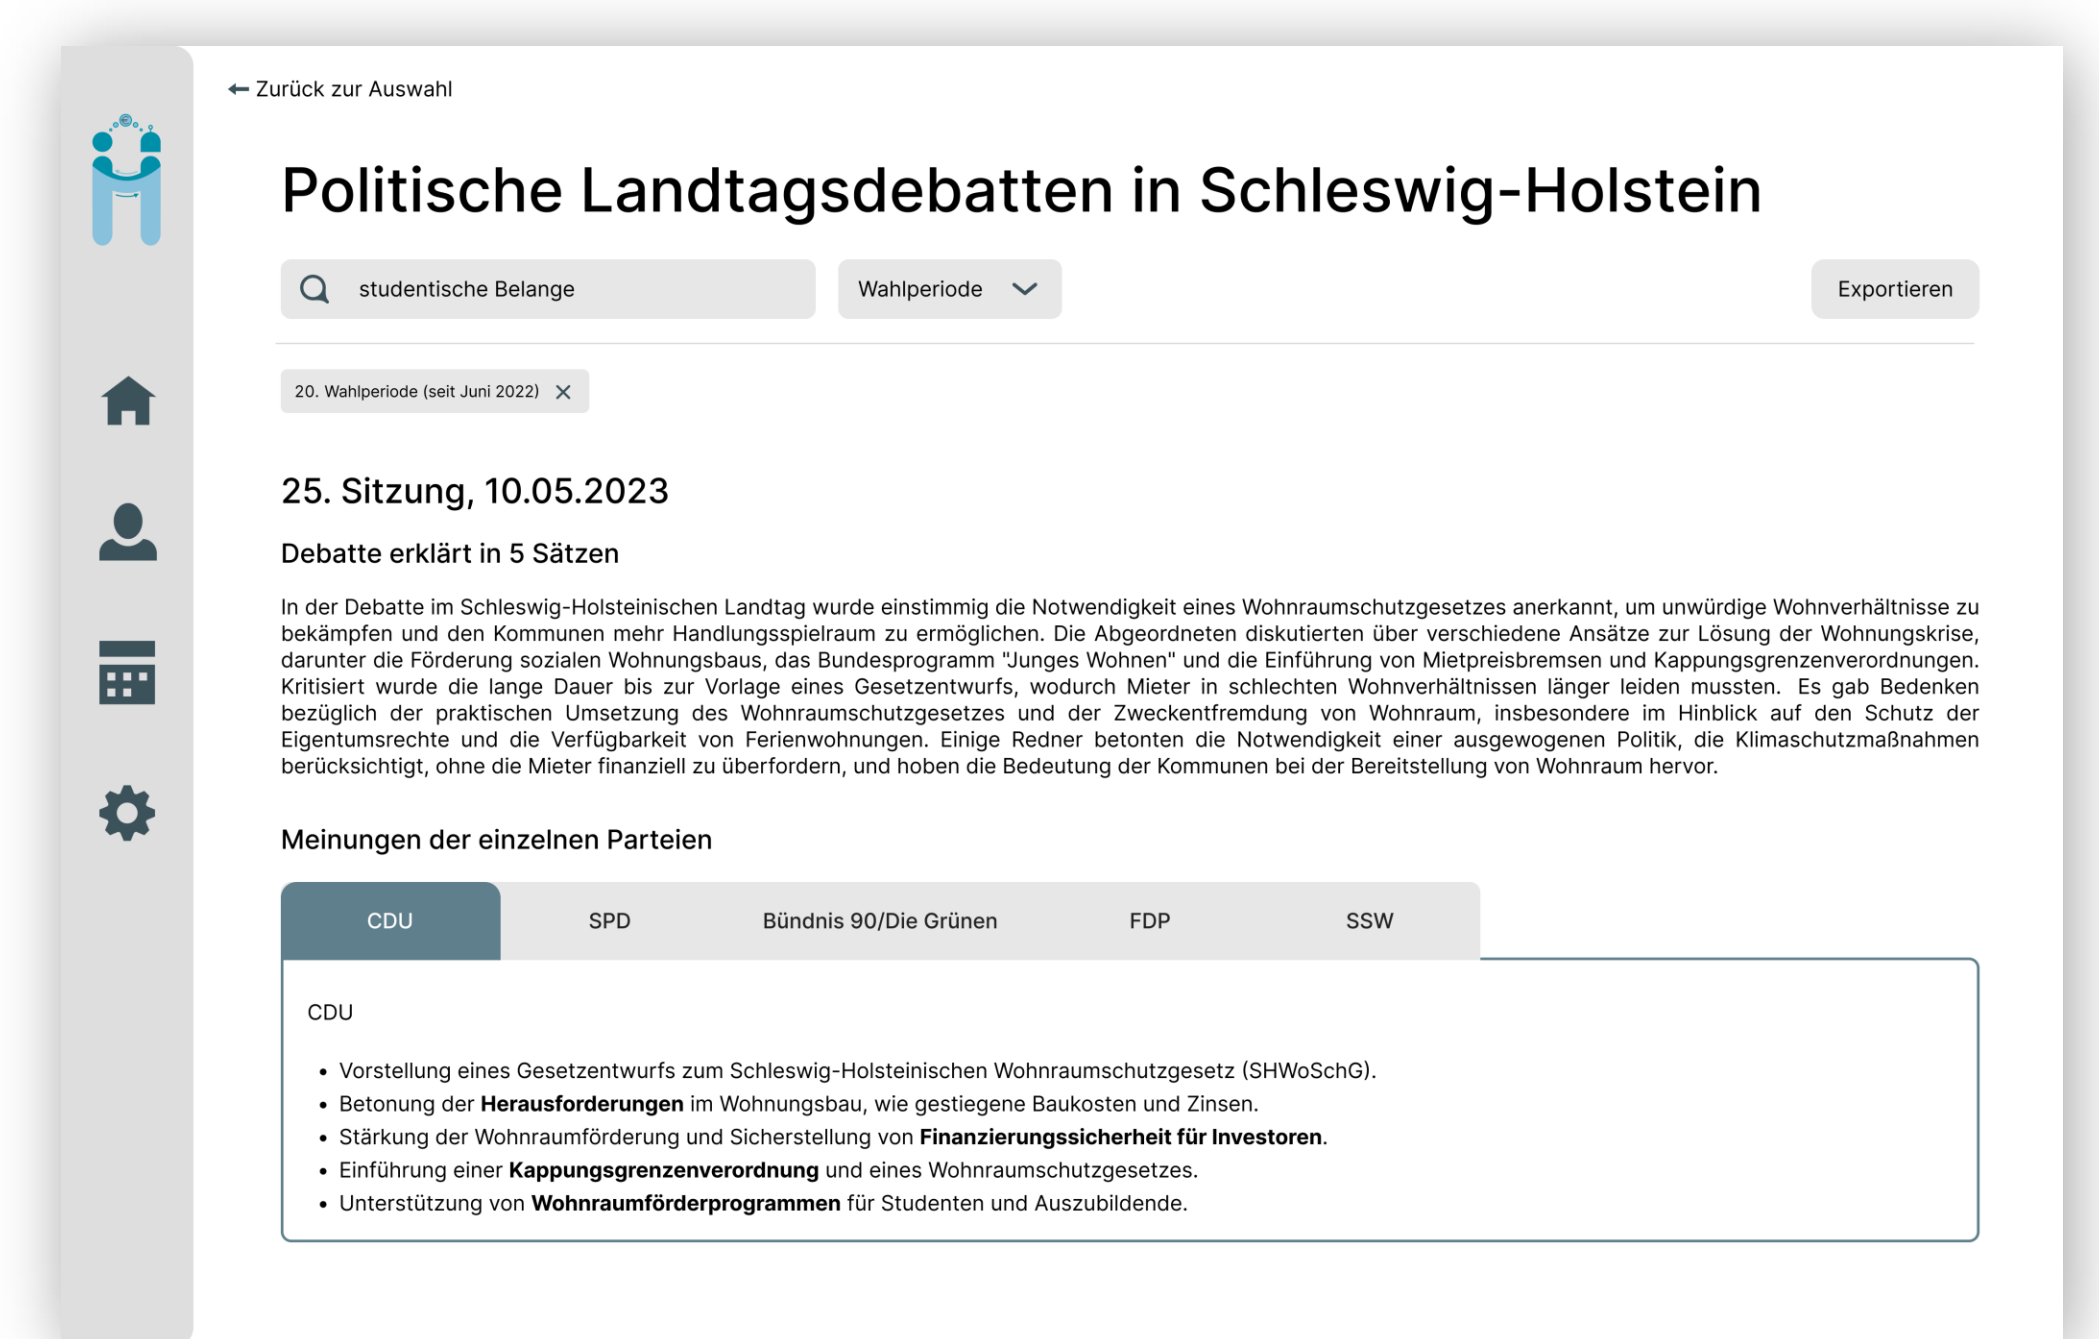 Zurück zur Auswahl
Politische Landtagsdebatten in Schleswig-Holstein
studentische Belange
Wahlperiode
Exportieren
20. Wahlperiode (seit Juni 2022)
25. Sitzung, 10.05.2023
Debatte erklärt in 5 Sätzen
In der Debatte im Schleswig-Holsteinischen Landtag wurde einstimmig die Notwendigkeit eines Wohnraumschutzgesetzes anerkannt, um unwürdige Wohnverhältnisse zu
bekämpfen und den Kommunen mehr Handlungsspielraum zu ermöglichen. Die Abgeordneten diskutierten über verschiedene Ansätze zur Lösung der Wohnungskrise,
darunter die Förderung sozialen Wohnungsbaus, das Bundesprogramm "Junges Wohnen" und die Einführung von Mietpreisbremsen und Kappungsgrenzenverordnungen.
Kritisiert wurde die lange Dauer bis zur Vorlage eines Gesetzentwurfs, wodurch Mieter in schlechten Wohnverhältnissen länger leiden mussten. Es gab Bedenken
bezüglich der praktischen Umsetzung des Wohnraumschutzgesetzes und der Zweckentfremdung von Wohnraum, insbesondere im Hinblick auf den Schutz der
Eigentumsrechte und die Verfügbarkeit von Ferienwohnungen. Einige Redner betonten die Notwendigkeit einer ausgewogenen Politik, die Klimaschutzmaßnahmen
berücksichtigt, ohne die Mieter finanziell zu überfordern, und hoben die Bedeutung der Kommunen bei der Bereitstellung von Wohnraum hervor.
Meinungen der einzelnen Parteien
CDU
SPD
Bündnis 90/Die Grünen
FDP
SSW
CDU
• Vorstellung eines Gesetzentwurfs zum Schleswig-Holsteinischen Wohnraumschutzgesetz (SHWoSchG).
• Betonung der Herausforderungen im Wohnungsbau, wie gestiegene Baukosten und Zinsen.
• Stärkung der Wohnraumförderung und Sicherstellung von Finanzierungssicherheit für Investoren.
• Einführung einer Kappungsgrenzenverordnung und eines Wohnraumschutzgesetzes.
• Unterstützung von Wohnraumförderprogrammen für Studenten und Auszubildende.